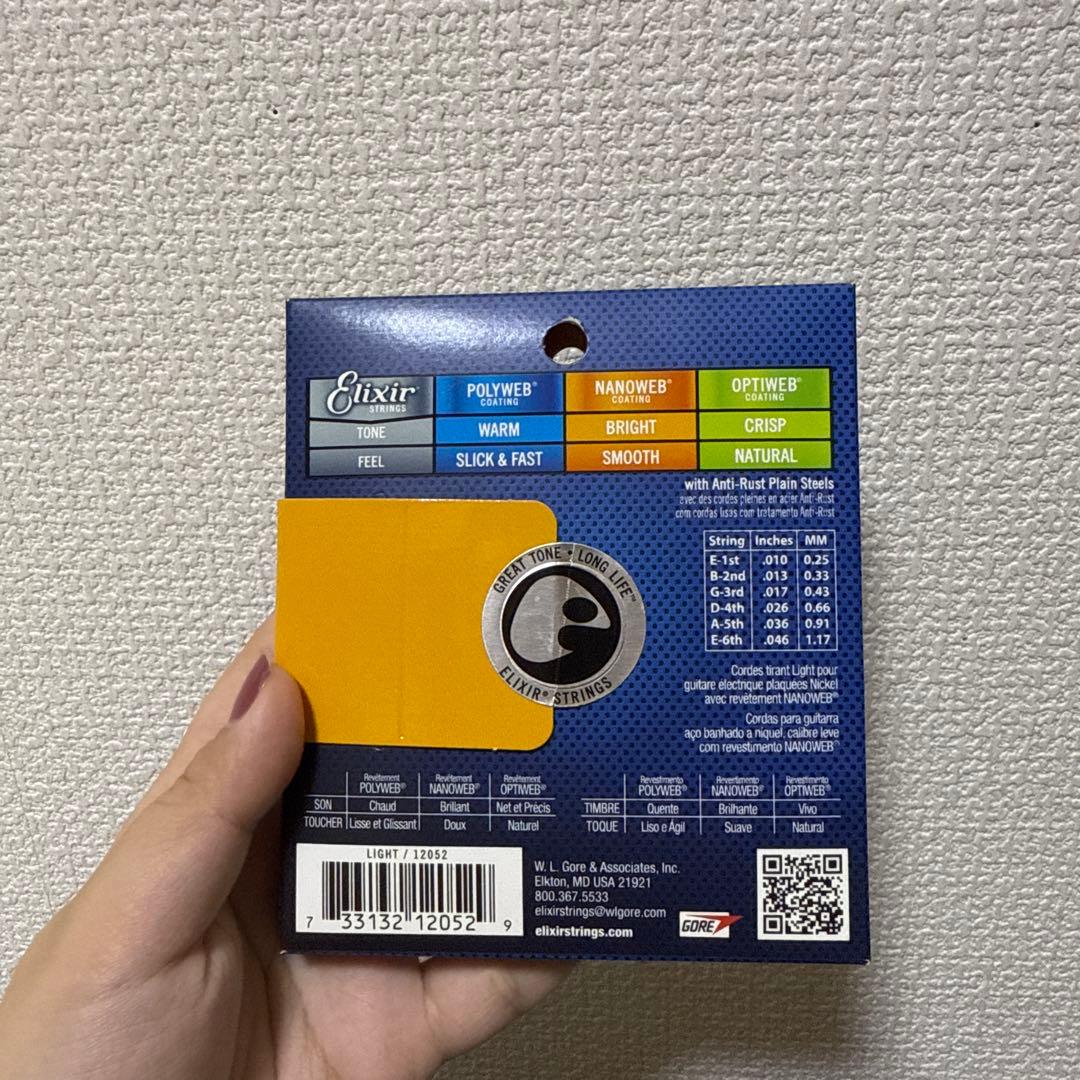 Elixir® STRINGS POLYWEB® COATING NANOWEB® COATING OPTIWEB® COATING
TONE WARM BRIGHT CRISP
FEEL SLICK & FAST SMOOTH NATURAL
with Anti-Rust Plain Steels
avec des cordes pleines en acier Anti-Rust
com cordas lisas com tratamento Anti-Rust
String Inches MM
E-1st .010 0.25
B-2nd .013 0.33
G-3rd .017 0.43
D-4th .026 0.66
A-5th .036 0.91
E-6th .046 1.17
GREAT TONE • LONG LIFE™
ELIXIR® STRINGS
Cordes tirant Light pour
guitare électrique plaquées Nickel
avec revêtement NANOWEB®
Cordas para guitarra
aço banhado a níquel, calibre leve
com revestimento NANOWEB®
Revêtement POLYWEB® Revêtement NANOWEB® Revêtement OPTIWEB®
SON Chaud Brillant Net et Précis
TOUCHER Lisse et Glissant Doux Naturel
Revestimento POLYWEB® Revestimento NANOWEB® Revestimento OPTIWEB®
TIMBRE Quente Brilhante Vivo
TOQUE Liso e Ágil Suave Natural
LIGHT / 12052
7 33132 12052 9
W. L. Gore & Associates, Inc.
Elkton, MD USA 21921
800.367.5533
elixirstrings@wlgore.com
elixirstrings.com
GORE